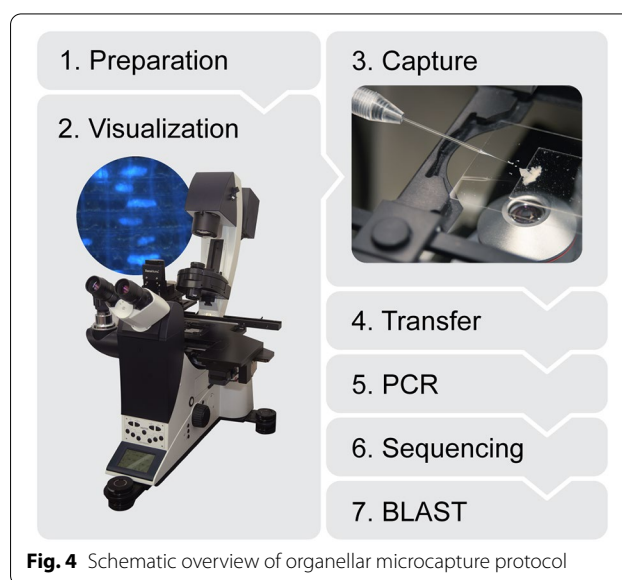 1. Preparation
2. Visualization
3. Capture
4. Transfer
5. PCR
6. Sequencing
7. BLAST
Fig. 4 Schematic overview of organellar microcapture protocol